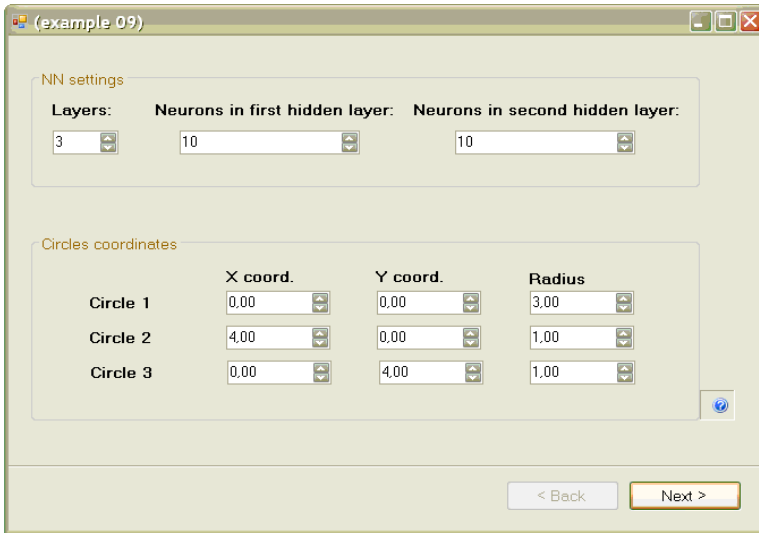 (example 09)
NN settings
Layers: Neurons in first hidden layer: Neurons in second hidden layer:
3 10 10
Circles coordinates
X coord. Y coord. Radius
Circle 1 0,00 0,00 3,00
Circle 2 4,00 0,00 1,00
Circle 3 0,00 4,00 1,00
?
< Back Next >